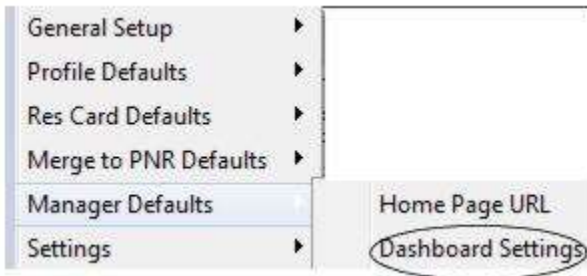 General Setup
Profile Defaults
Res Card Defaults
Merge to PNR Defaults
Manager Defaults
Home Page URL
Settings
Dashboard Settings